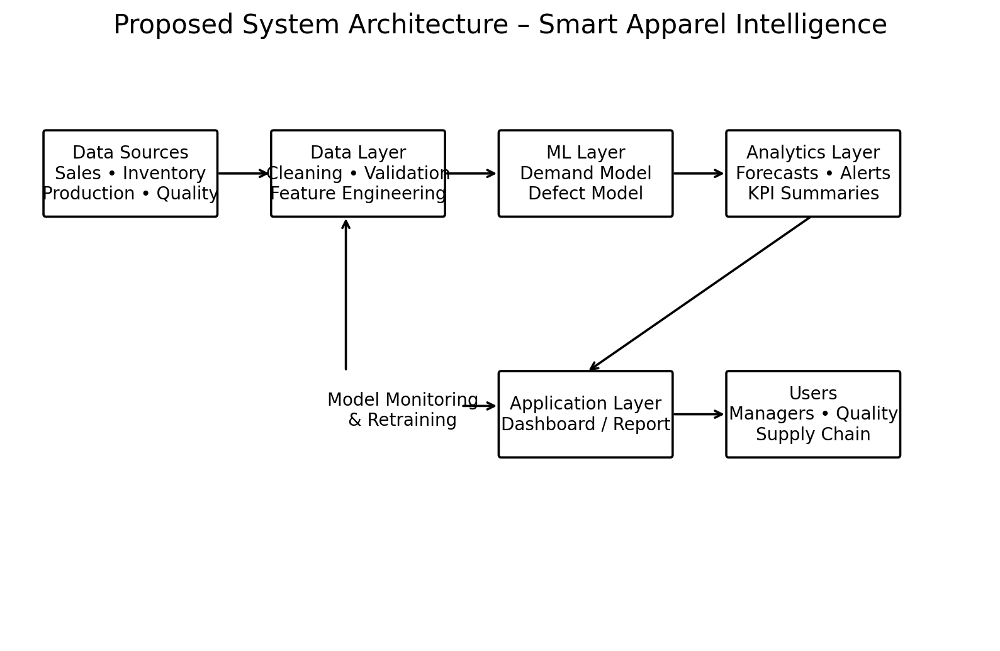 Proposed System Architecture – Smart Apparel Intelligence
Data Sources
Sales • Inventory
Production • Quality
Data Layer
Cleaning • Validation
Feature Engineering
ML Layer
Demand Model
Defect Model
Analytics Layer
Forecasts • Alerts
KPI Summaries
Model Monitoring
& Retraining
Application Layer
Dashboard / Report
Users
Managers • Quality
Supply Chain